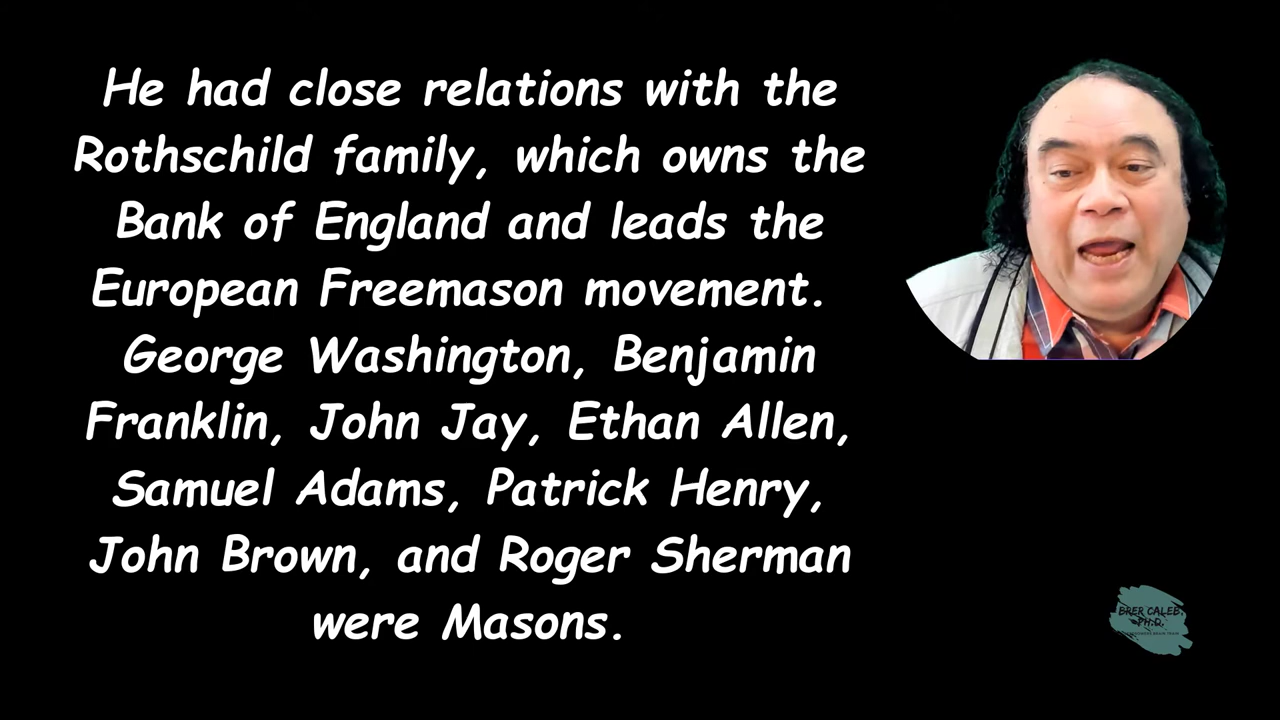 He had close relations with the
Rothschild family, which owns the
Bank of England and leads the
European Freemason movement.
George Washington, Benjamin
Franklin, John Jay, Ethan Allen,
Samuel Adams, Patrick Henry,
John Brown, and Roger Sherman
were Masons.
BRER CALEB,
PH.D.